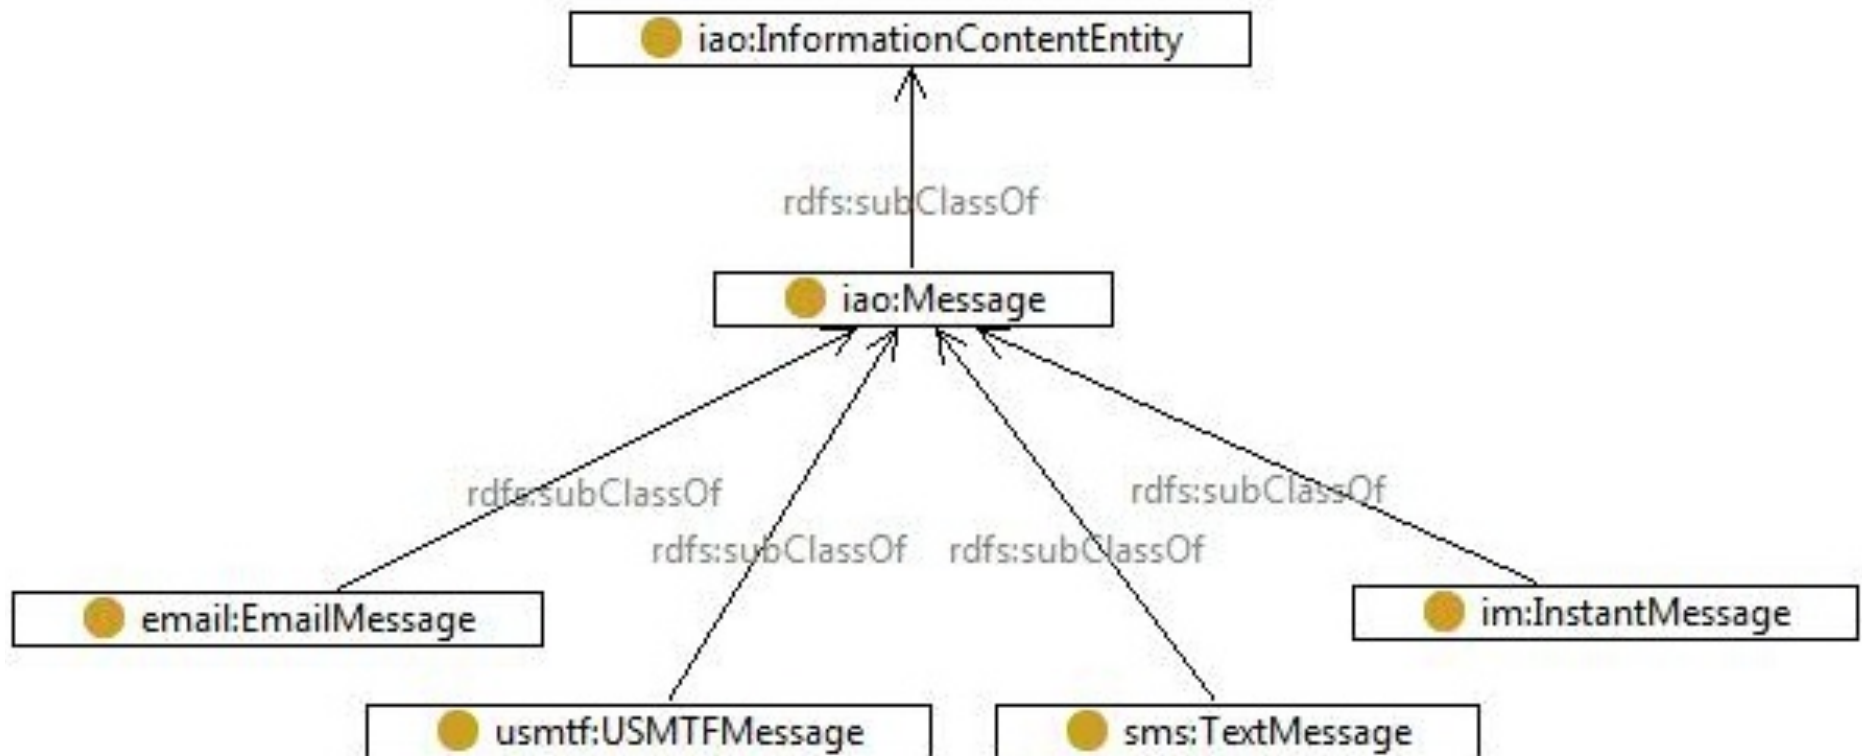 iao:InformationContentEntity
rdfs:subClassOf
iao:Message
rdfs:subClassOf
rdfs:subClassOf
rdfs:subClassOf
rdfs:subClassOf
email:EmailMessage
im:InstantMessage
usmtf:USMTFMessage
sms:TextMessage